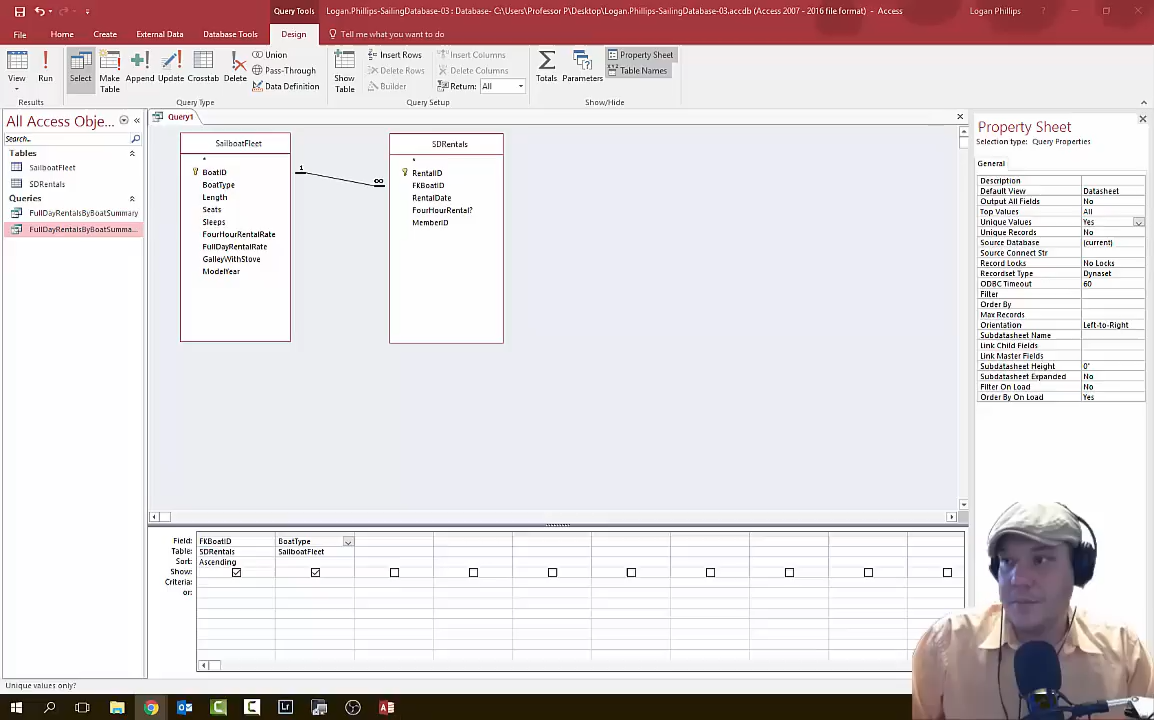 Query Tools
Logan.Phillips-SailingDatabase-03 : Database- C:\Users\Professor P\Desktop\Logan.Phillips-SailingDatabase-03.accdb (Access 2007 - 2016 file format) - Access
Logan Phillips
?
File
Home
Create
External Data
Database Tools
Design
Tell me what you want to do
View
Run
Select
Make Table
Append
Update
Crosstab
Delete
Union
Pass-Through
Data Definition
Show Table
Insert Rows
Delete Rows
Builder
Insert Columns
Delete Columns
Return: All
Totals
Parameters
Property Sheet
Table Names
Results
Query Type
Query Setup
Show/Hide
All Access Obje...
Search...
Tables
SailboatFleet
SDRentals
Queries
FullDayRentalsByBoatSummary
FullDayRentalsByBoatSumma...
Query1
SailboatFleet
*
BoatID
BoatType
Length
Seats
Sleeps
FourHourRentalRate
FullDayRentalRate
GalleyWithStove
ModelYear
1
∞
SDRentals
*
RentalID
FKBoatID
RentalDate
FourHourRental?
MemberID
Property Sheet
Selection type: Query Properties
General
Description
Default View Datasheet
Output All Fields No
Top Values All
Unique Values Yes
Unique Records No
Source Database (current)
Source Connect Str
Record Locks No Locks
Recordset Type Dynaset
ODBC Timeout 60
Filter
Order By
Max Records
Orientation Left-to-Right
Subdatasheet Name
Link Child Fields
Link Master Fields
Subdatasheet Height 0"
Subdatasheet Expanded No
Filter On Load No
Order By On Load Yes
Field: FKBoatID BoatType
Table: SDRentals SailboatFleet
Sort: Ascending
Show:
Criteria:
or:
Unique values only?
Lr